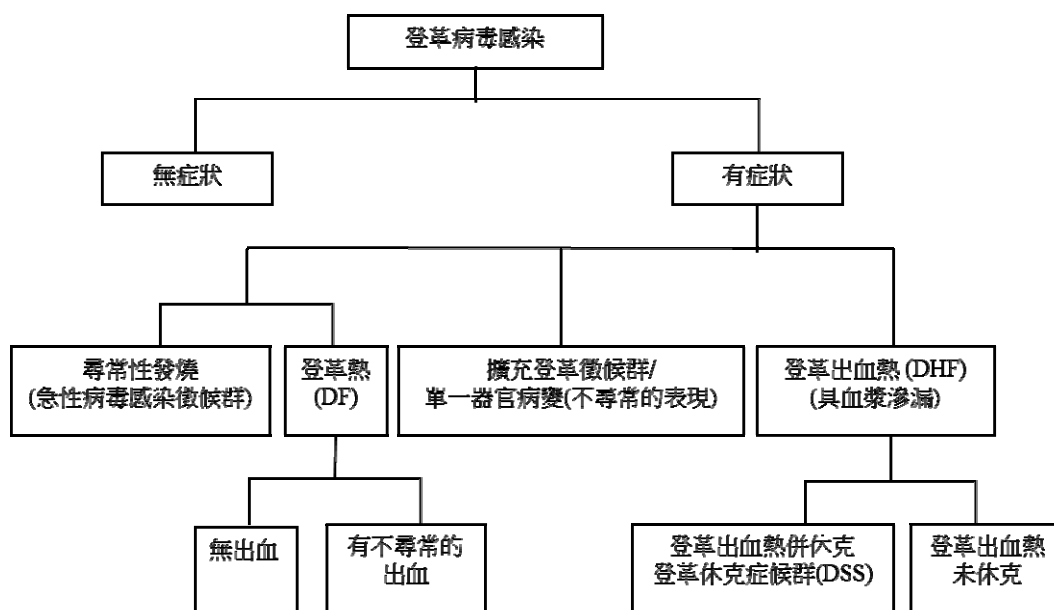 登革病毒感染
無症狀
有症狀
尋常性發燒
(急性病毒感染徵候群)
登革熱
(DF)
擴充登革徵候群/
單一器官病變(不尋常的表現)
登革出血熱 (DHF)
(具血漿滲漏)
無出血
有不尋常的
出血
登革出血熱併休克
登革休克症候群(DSS)
登革出血熱
未休克